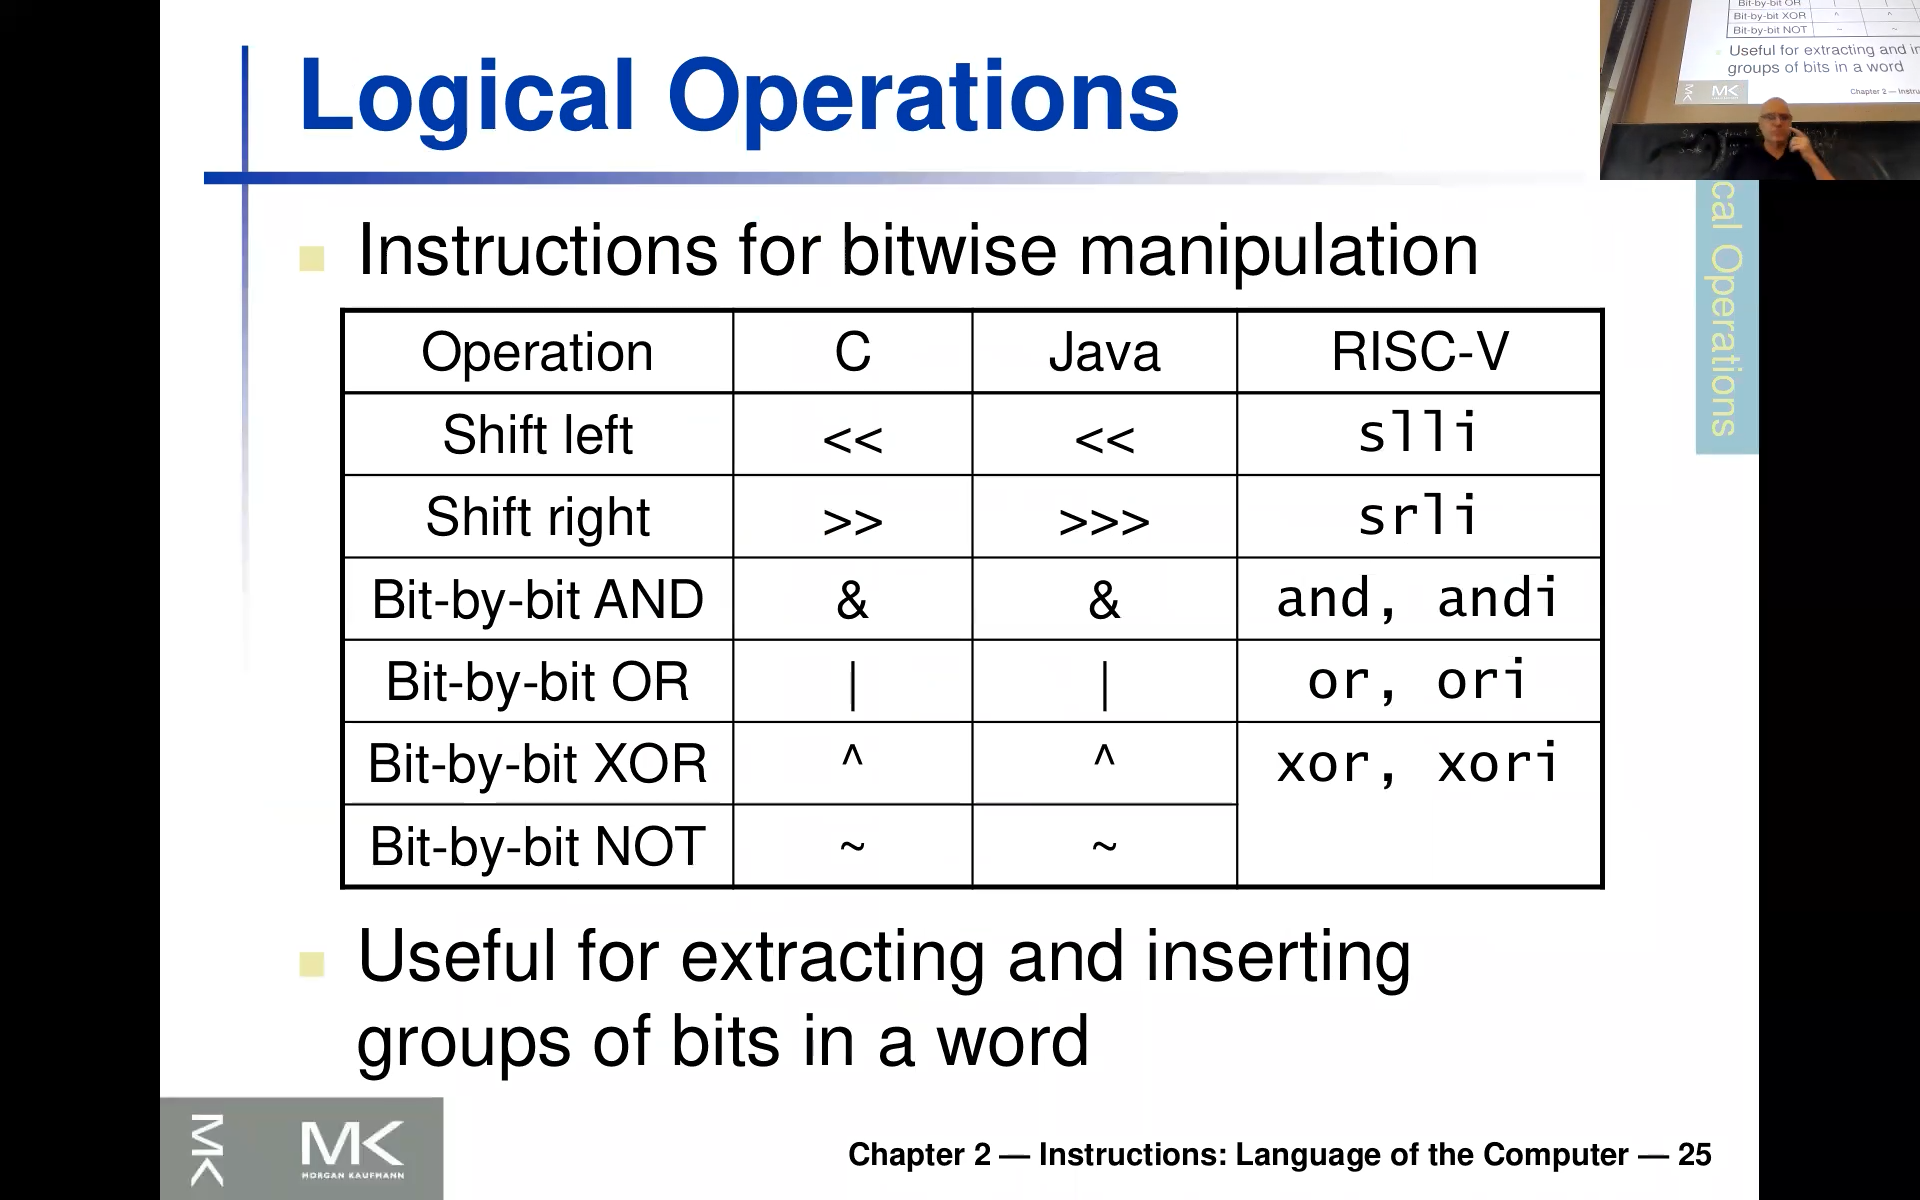 Logical Operations
Instructions for bitwise manipulation
Operation C Java RISC-V
Shift left << << slli
Shift right >> >>> srli
Bit-by-bit AND & & and, andi
Bit-by-bit OR | | or, ori
Bit-by-bit XOR ^ ^ xor, xori
Bit-by-bit NOT ~ ~
Useful for extracting and inserting
groups of bits in a word
MK
MK
MORGAN KAUFMANN
Chapter 2 — Instructions: Language of the Computer — 25
cal Operations
Bit-by-bit OR | |
Bit-by-bit XOR ^ ^
Bit-by-bit NOT ~ ~
Useful for extracting and in
groups of bits in a word
MK
MK
Chapter 2 — Instru